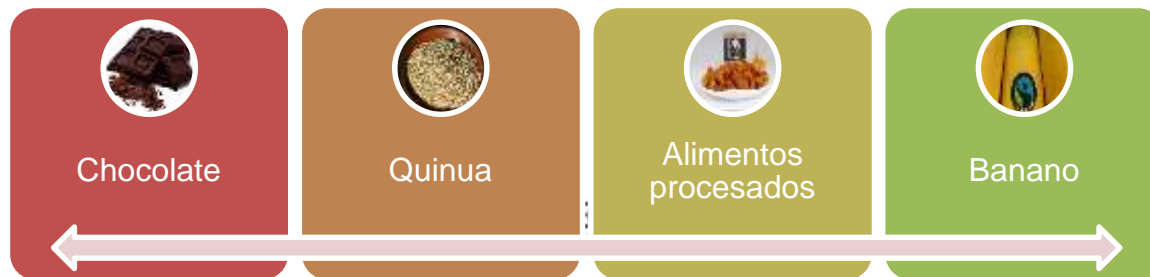 Chocolate
Quinua
Alimentos
procesados
Banano